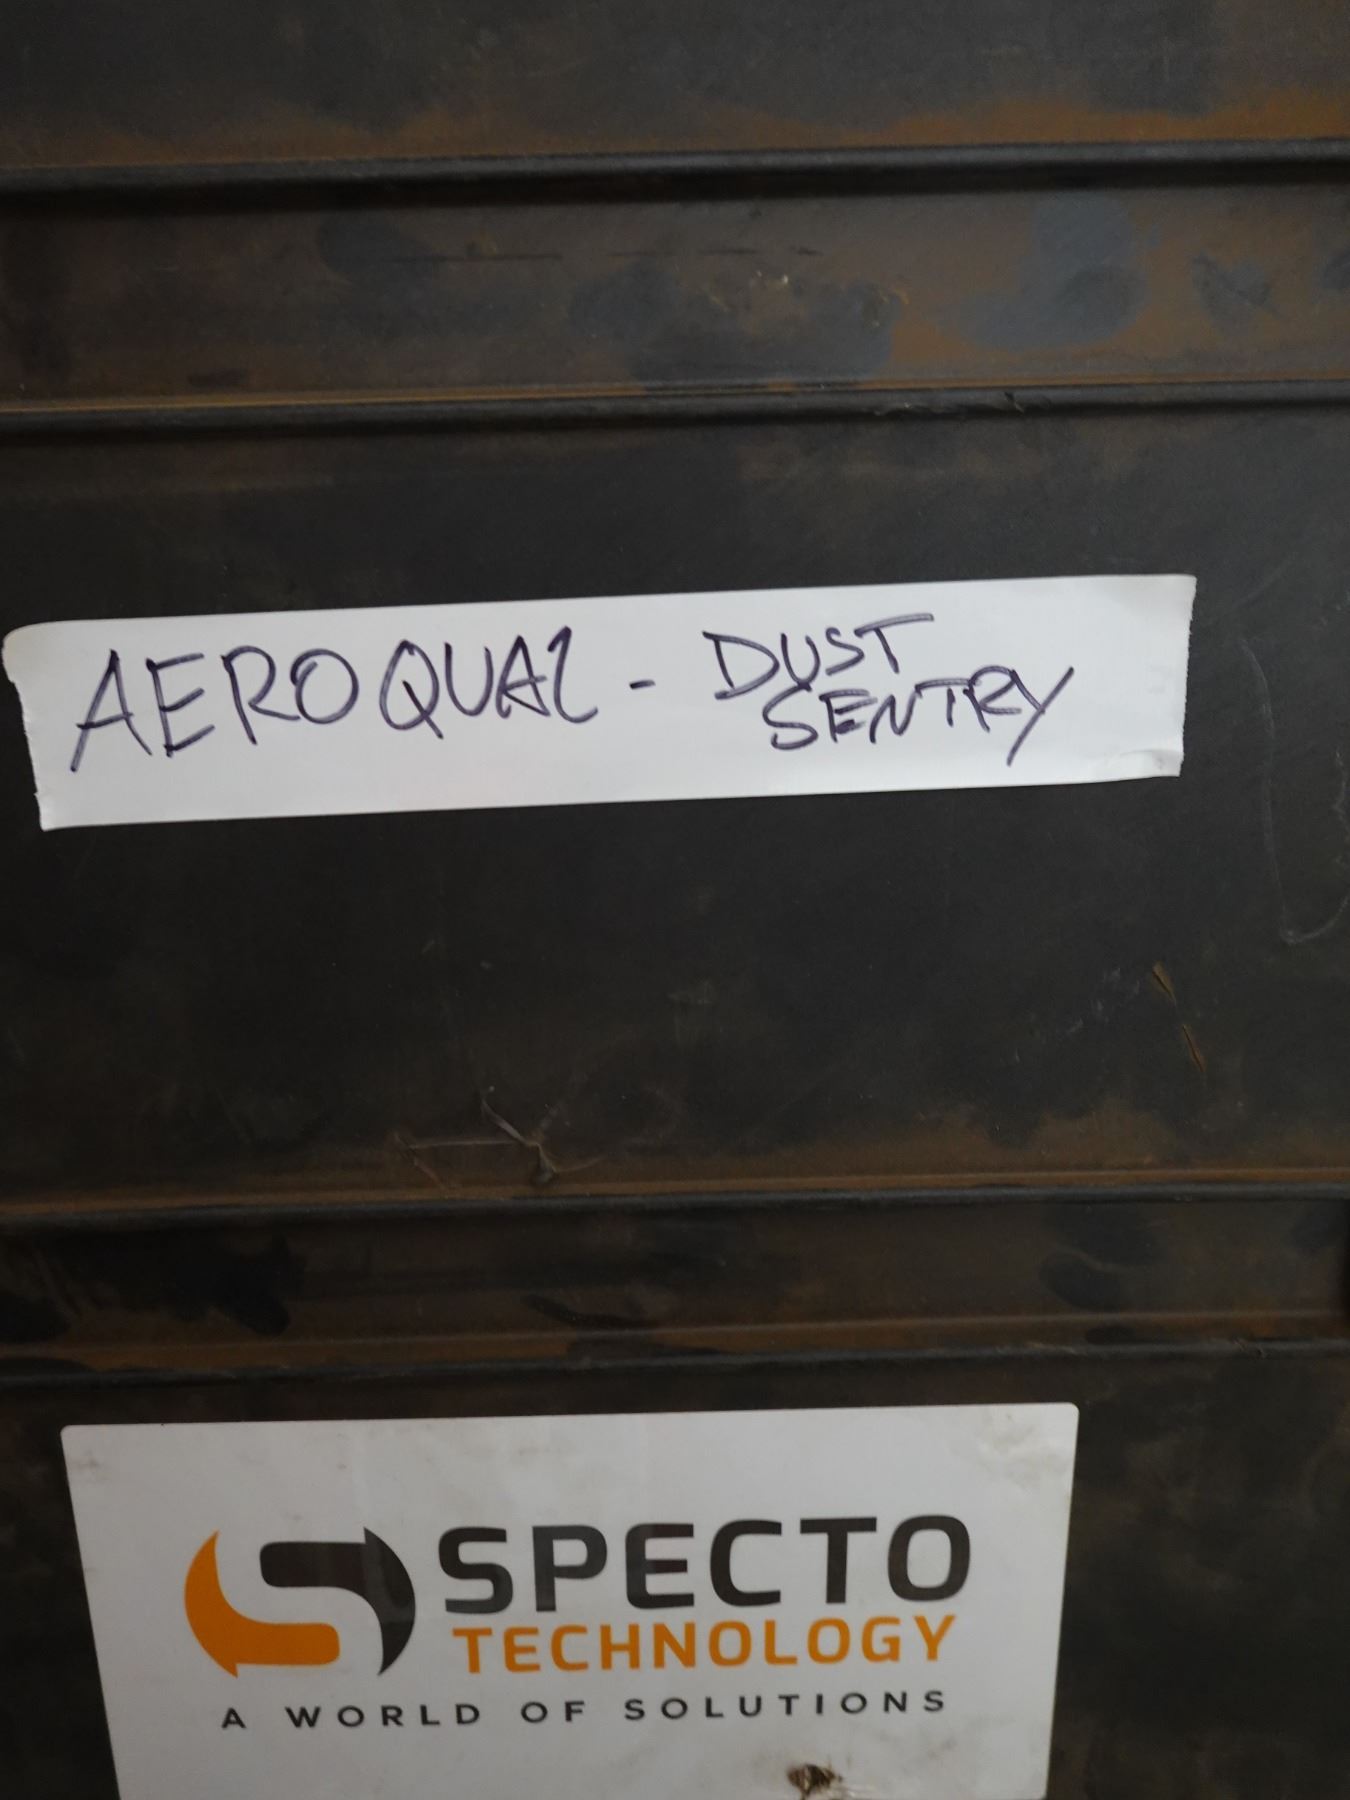 AEROQUAL - DUST
SENTRY
SPECTO
TECHNOLOGY
A WORLD OF SOLUTIONS